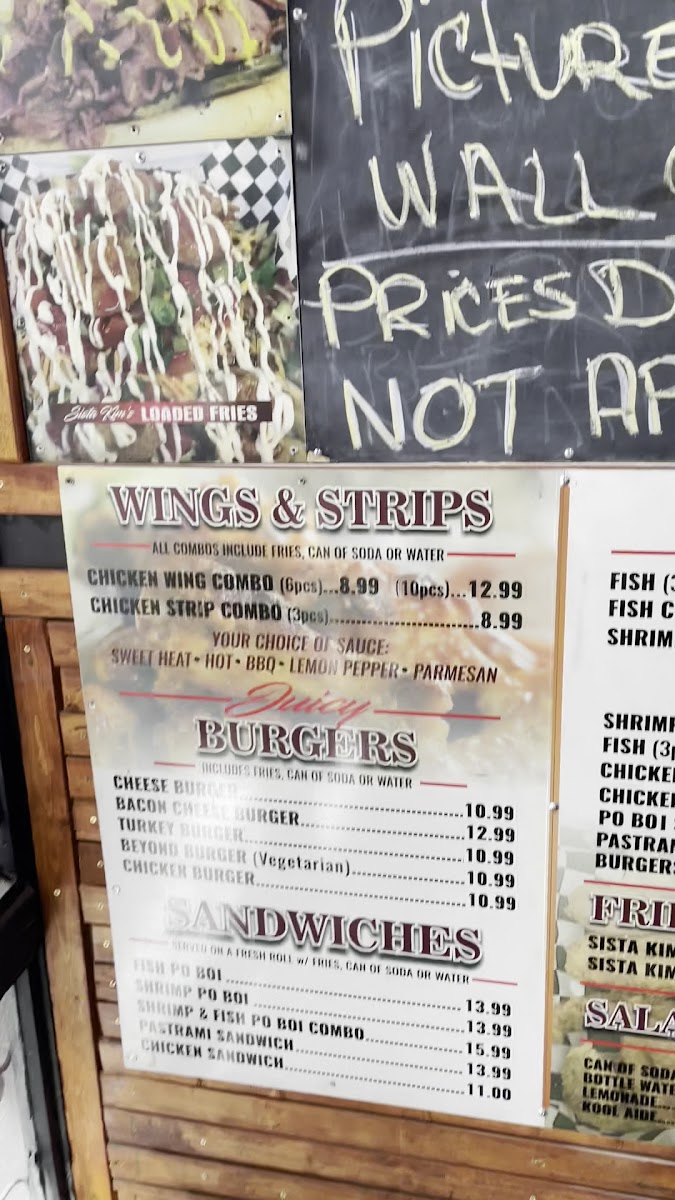 PICTURE
WALL
PRICES D
NOT AP
Sista Kim's LOADED FRIES
WINGS & STRIPS
ALL COMBOS INCLUDE FRIES, CAN OF SODA OR WATER
CHICKEN WING COMBO (6pcs)...8.99 (10pcs)...12.99
CHICKEN STRIP COMBO (3pcs)..............................8.99
YOUR CHOICE OF SAUCE:
SWEET HEAT • HOT • BBQ • LEMON PEPPER • PARMESAN
Juicy
BURGERS
INCLUDES FRIES, CAN OF SODA OR WATER
CHEESE BURGER..........10.99
BACON CHEESE BURGER..........12.99
TURKEY BURGER..........10.99
BEYOND BURGER (Vegetarian)..........10.99
CHICKEN BURGER..........10.99
SANDWICHES
SERVED ON A FRESH ROLL w/ FRIES, CAN OF SODA OR WATER
FISH PO BOI ..........13.99
SHRIMP PO BOI ..........13.99
SHRIMP & FISH PO BOI COMBO..........15.99
PASTRAMI SANDWICH..........13.99
CHICKEN SANDWICH..........11.00
FISH (3
FISH C
SHRIM
SHRIMP
FISH (3p
CHICKE
CHICKE
PO BOI
PASTRAM
BURGERS
FRI
SISTA KIM
SISTA KIM
SALA
CAN OF SODA
BOTTLE WATE
LEMONADE...
KOOL AIDE...